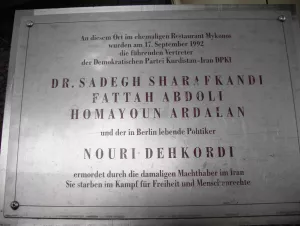 An diesem Ort im ehemaligen Restaurant Mykonos
wurden am 17. September 1992
die führenden Vertreter
der Demokratischen Partei Kurdistan-Iran DPKI
DR. SADEGH SHARAFKANDI
FATTAH ABDOLI
HOMAYOUN ARDALAN
und der in Berlin lebende Politiker
NOURI DEHKORDI
ermordet durch die damaligen Machthaber im Iran
Sie starben im Kampf für Freiheit und Menschenrechte